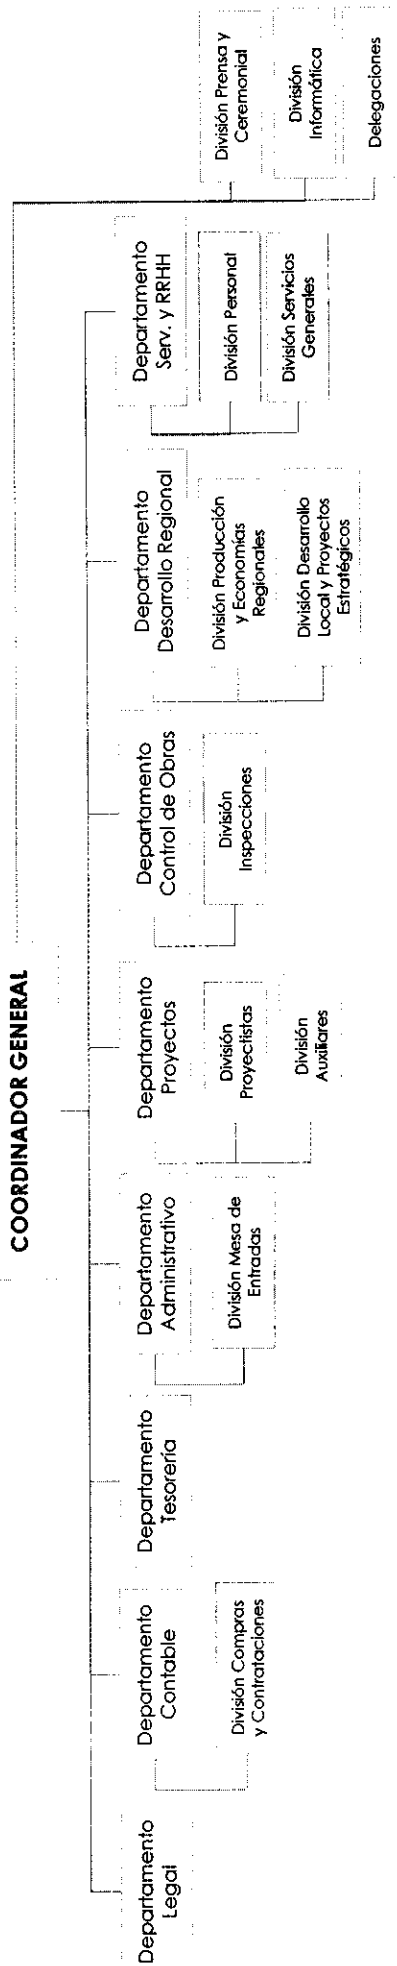 COORDINADOR GENERAL
Departamento
Legal
Departamento
Contable
División Compras
y Contrataciones
Departamento
Tesorería
Departamento
Administrativo
División Mesa de
Entradas
Departamento
Proyectos
División
Proyectistas
División
Auxiliares
Departamento
Control de Obras
División
Inspecciones
Departamento
Desarrollo Regional
División Producción
y Economías
Regionales
División Desarrollo
Local y Proyectos
Estratégicos
Departamento
Serv. y RRHH
División Personal
División Servicios
Generales
División Prensa y
Ceremonial
División
Informática
Delegaciones